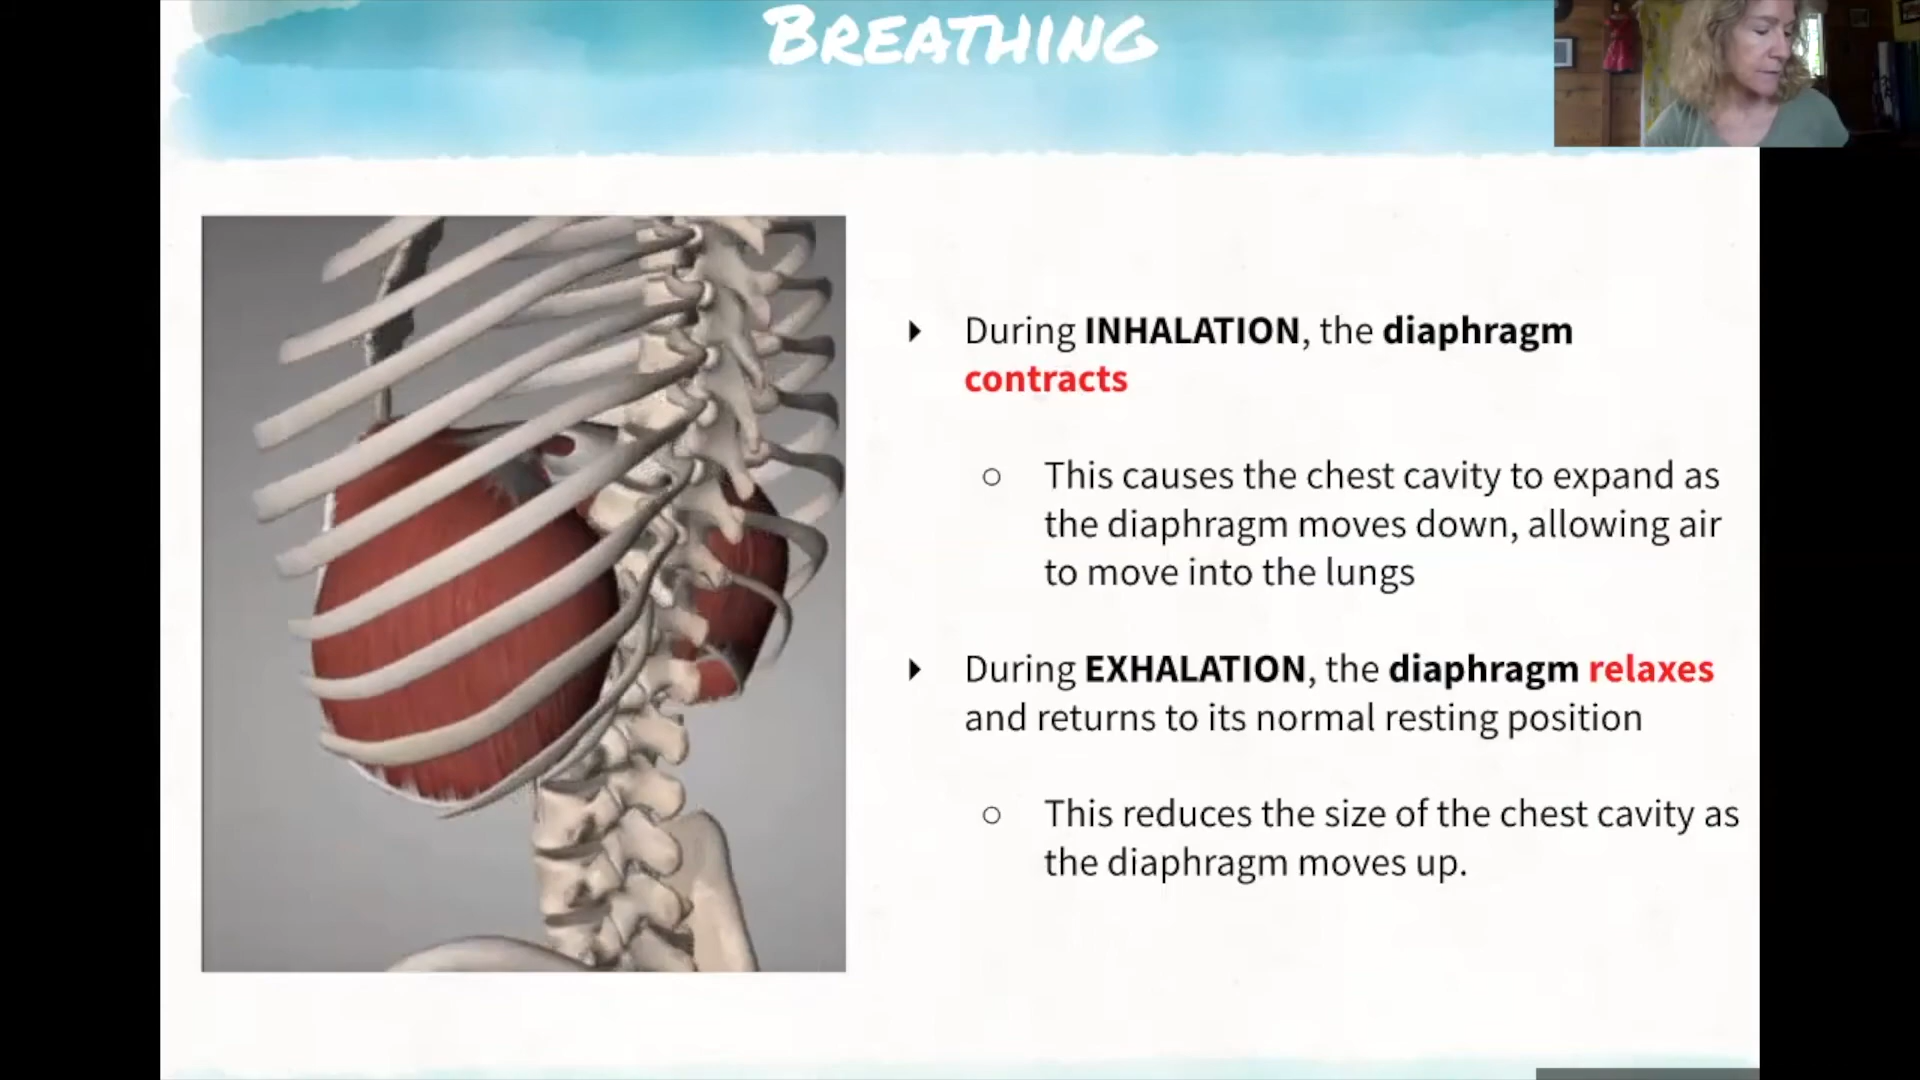 BREATHING
During INHALATION, the diaphragm
contracts
This causes the chest cavity to expand as
the diaphragm moves down, allowing air
to move into the lungs
During EXHALATION, the diaphragm relaxes
and returns to its normal resting position
This reduces the size of the chest cavity as
the diaphragm moves up.